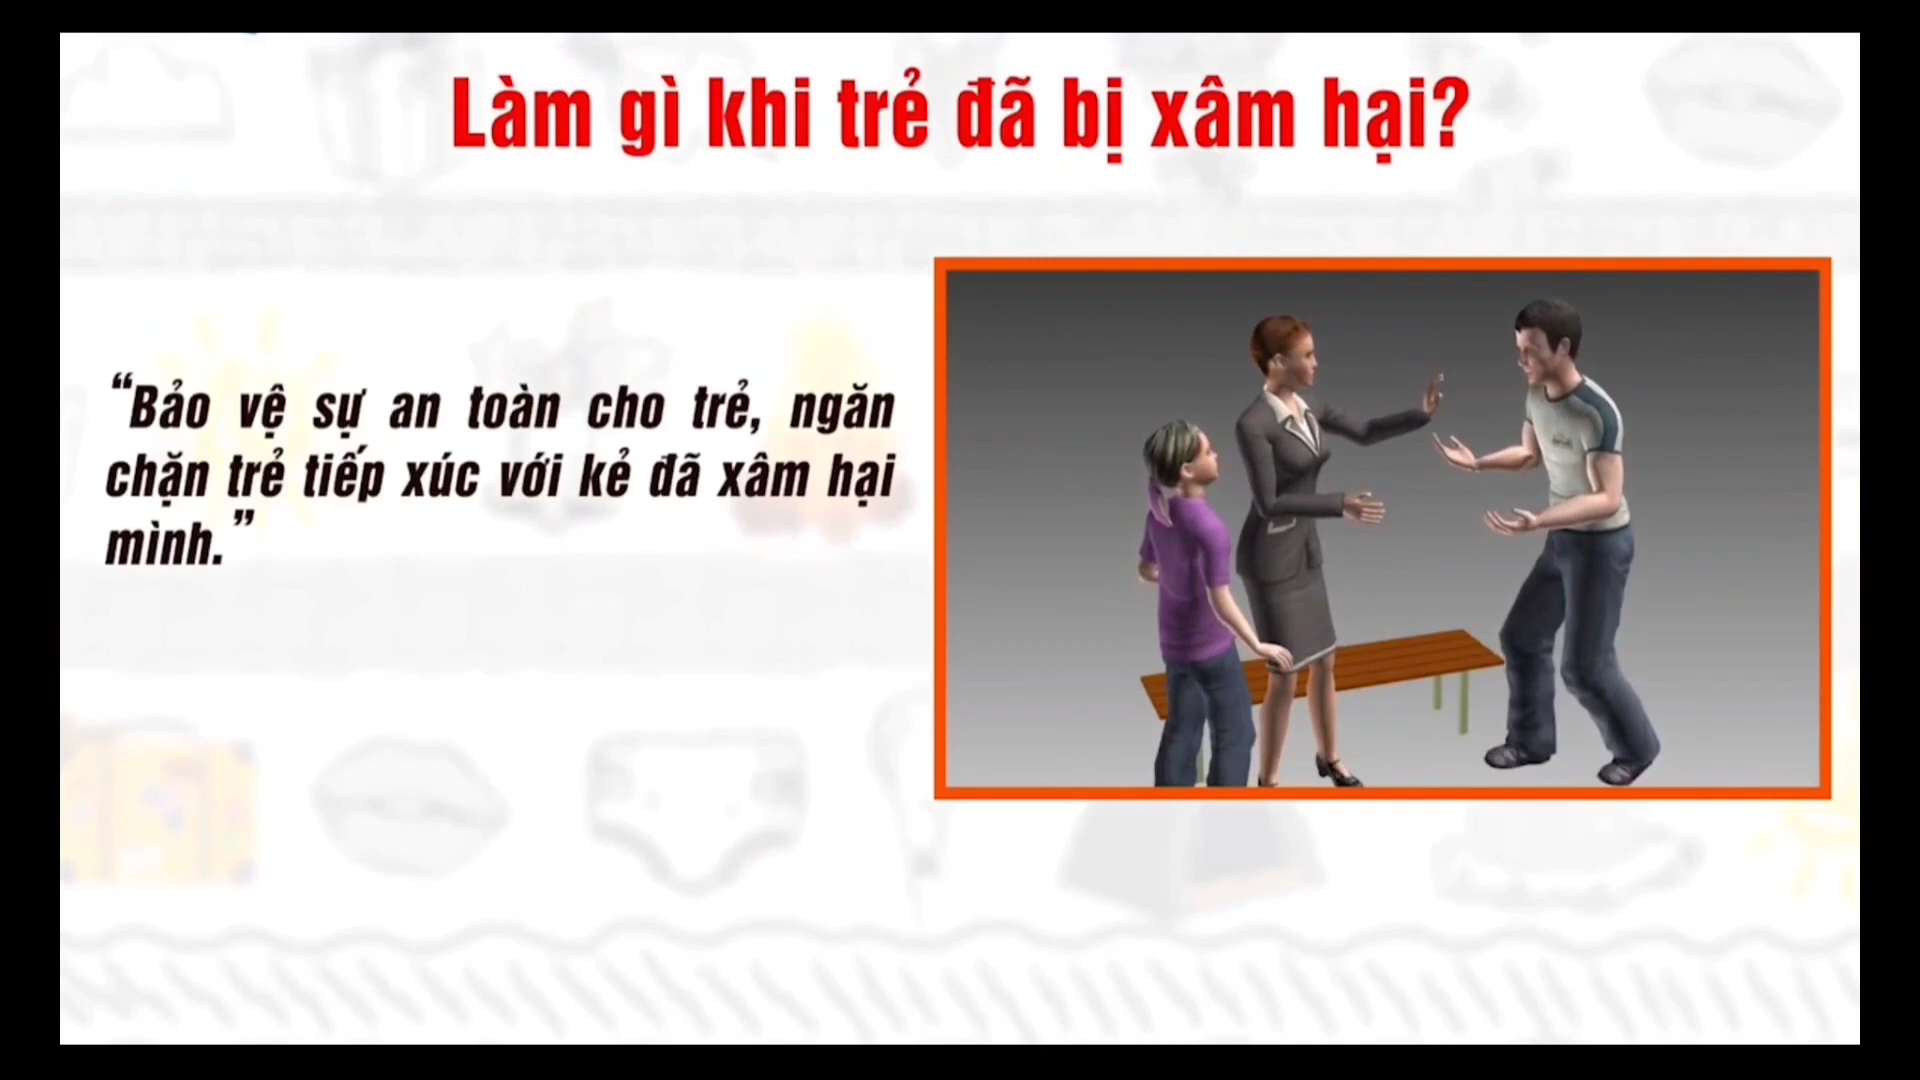 Làm gì khi trẻ đã bị xâm hại?
“Bảo vệ sự an toàn cho trẻ, ngăn
chặn trẻ tiếp xúc với kẻ đã xâm hại
mình.”